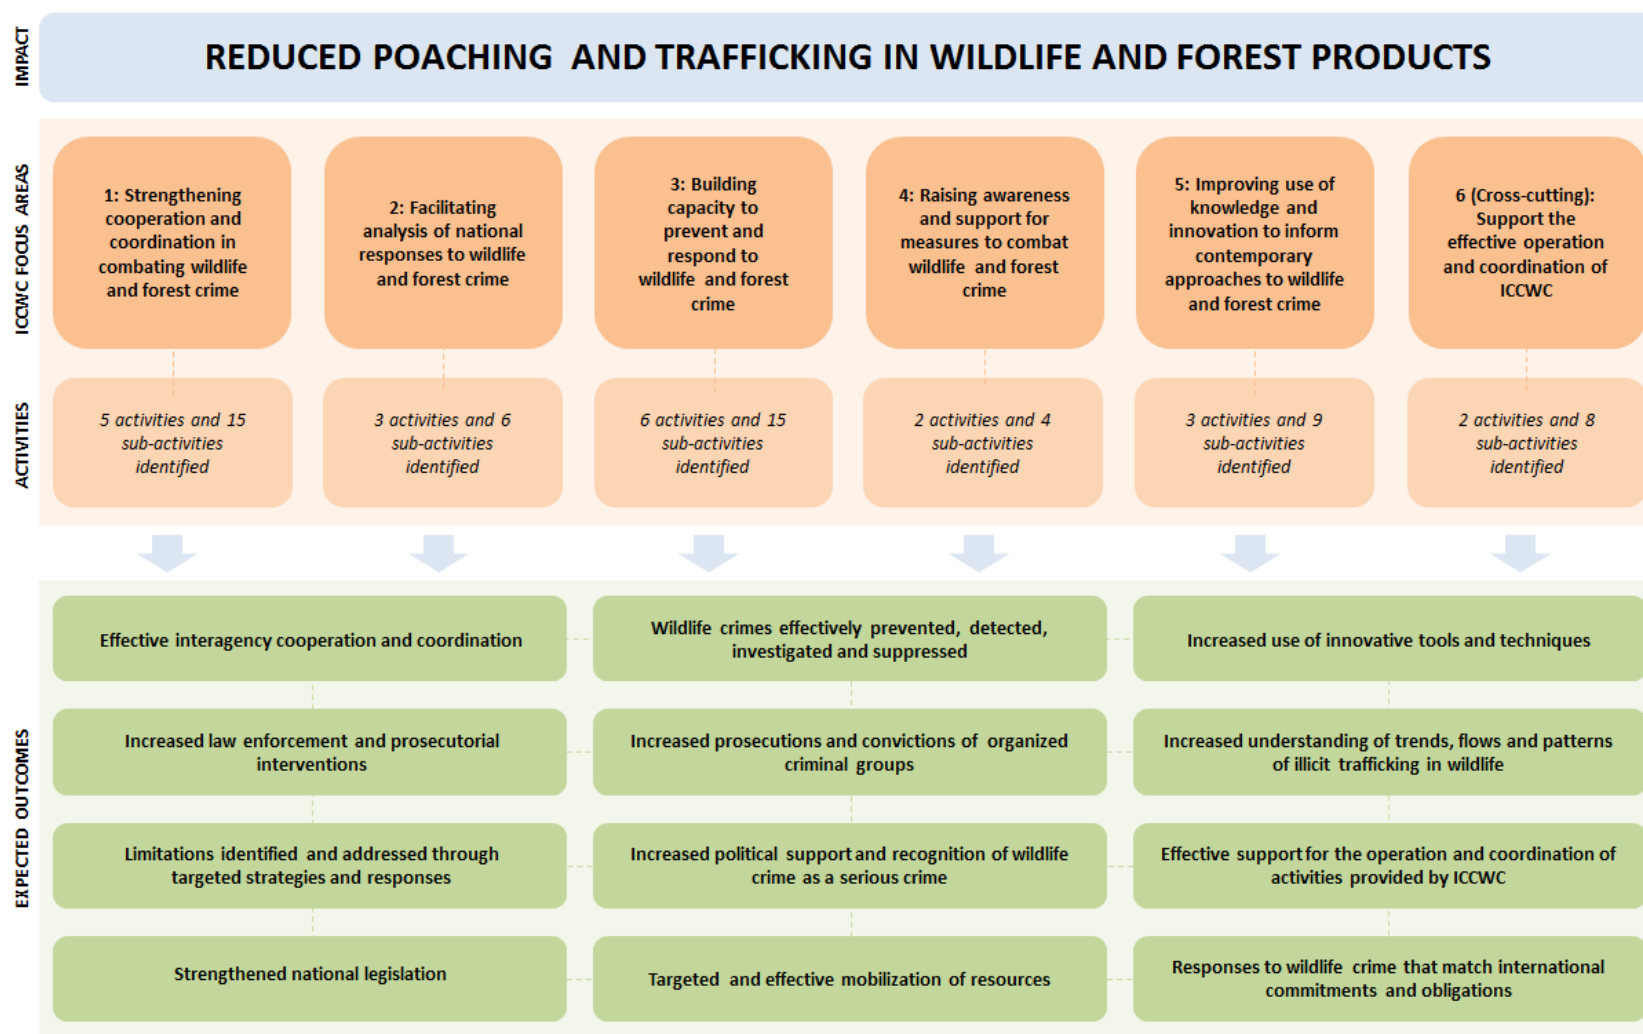 IMPACT
REDUCED POACHING AND TRAFFICKING IN WILDLIFE AND FOREST PRODUCTS
ICCWC FOCUS AREAS
1: Strengthening
cooperation and
coordination in
combating wildlife
and forest crime
2: Facilitating
analysis of national
responses to wildlife
and forest crime
3: Building
capacity to
prevent and
respond to
wildlife and forest
crime
4: Raising awareness
and support for
measures to combat
wildlife and forest
crime
5: Improving use of
knowledge and
innovation to inform
contemporary
approaches to wildlife
and forest crime
6 (Cross-cutting):
Support the
effective operation
and coordination of
ICCWC
ACTIVITIES
5 activities and 15
sub-activities
identified
3 activities and 6
sub-activities
identified
6 activities and 15
sub-activities
identified
2 activities and 4
sub-activities
identified
3 activities and 9
sub-activities
identified
2 activities and 8
sub-activities
identified
EXPECTED OUTCOMES
Effective interagency cooperation and coordination
Wildlife crimes effectively prevented, detected,
investigated and suppressed
Increased use of innovative tools and techniques
Increased law enforcement and prosecutorial
interventions
Increased prosecutions and convictions of organized
criminal groups
Increased understanding of trends, flows and patterns
of illicit trafficking in wildlife
Limitations identified and addressed through
targeted strategies and responses
Increased political support and recognition of wildlife
crime as a serious crime
Effective support for the operation and coordination of
activities provided by ICCWC
Strengthened national legislation
Targeted and effective mobilization of resources
Responses to wildlife crime that match international
commitments and obligations